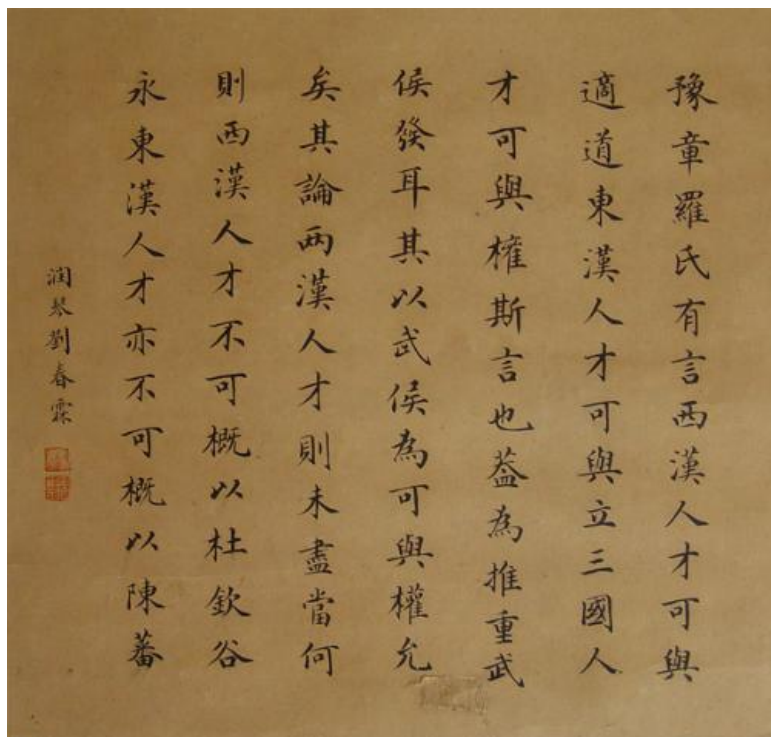 豫章羅氏有言西漢人才可與
適道東漢人才可與立三國人
才可與權斯言也葢為推重武
侯發耳其以武侯為可與權允
矣其論两漢人才則未盡當何
則西漢人才不可概以杜欽谷
永東漢人才亦不可概以陳蕃
潤琴劉春霖